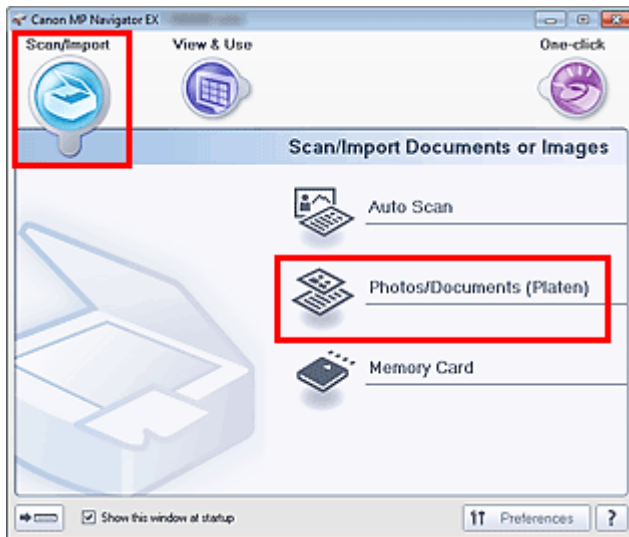 Canon MP Navigator EX
Scan/Import View & Use One-click
Scan/Import Documents or Images
Auto Scan
Photos/Documents (Platen)
Memory Card
Show this window at startup Preferences ?